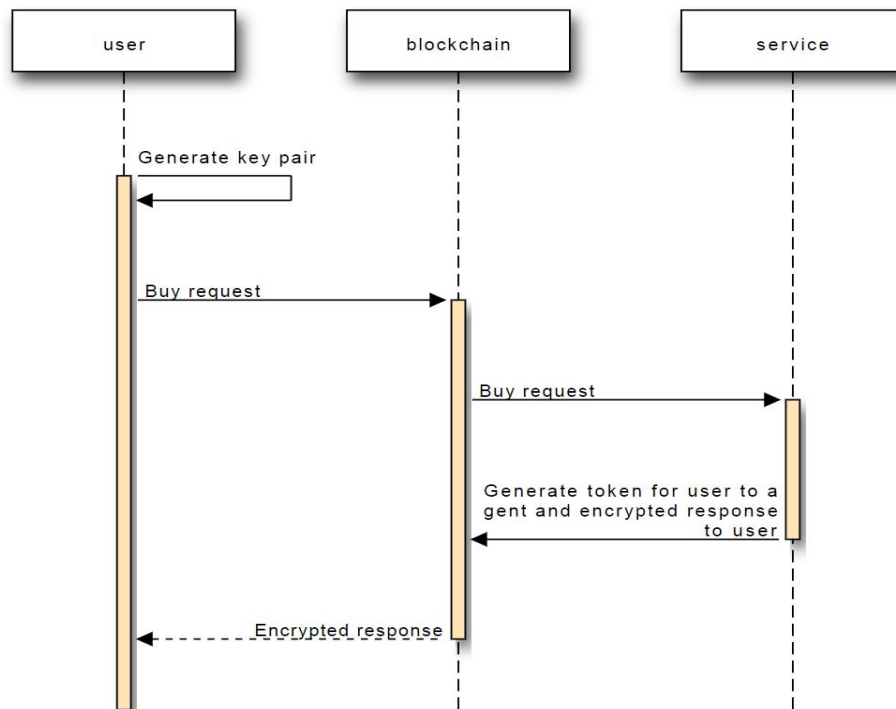 user
blockchain
service
Generate key pair
Buy request
Buy request
Generate token for user to a
gent and encrypted response
to user
Encrypted response